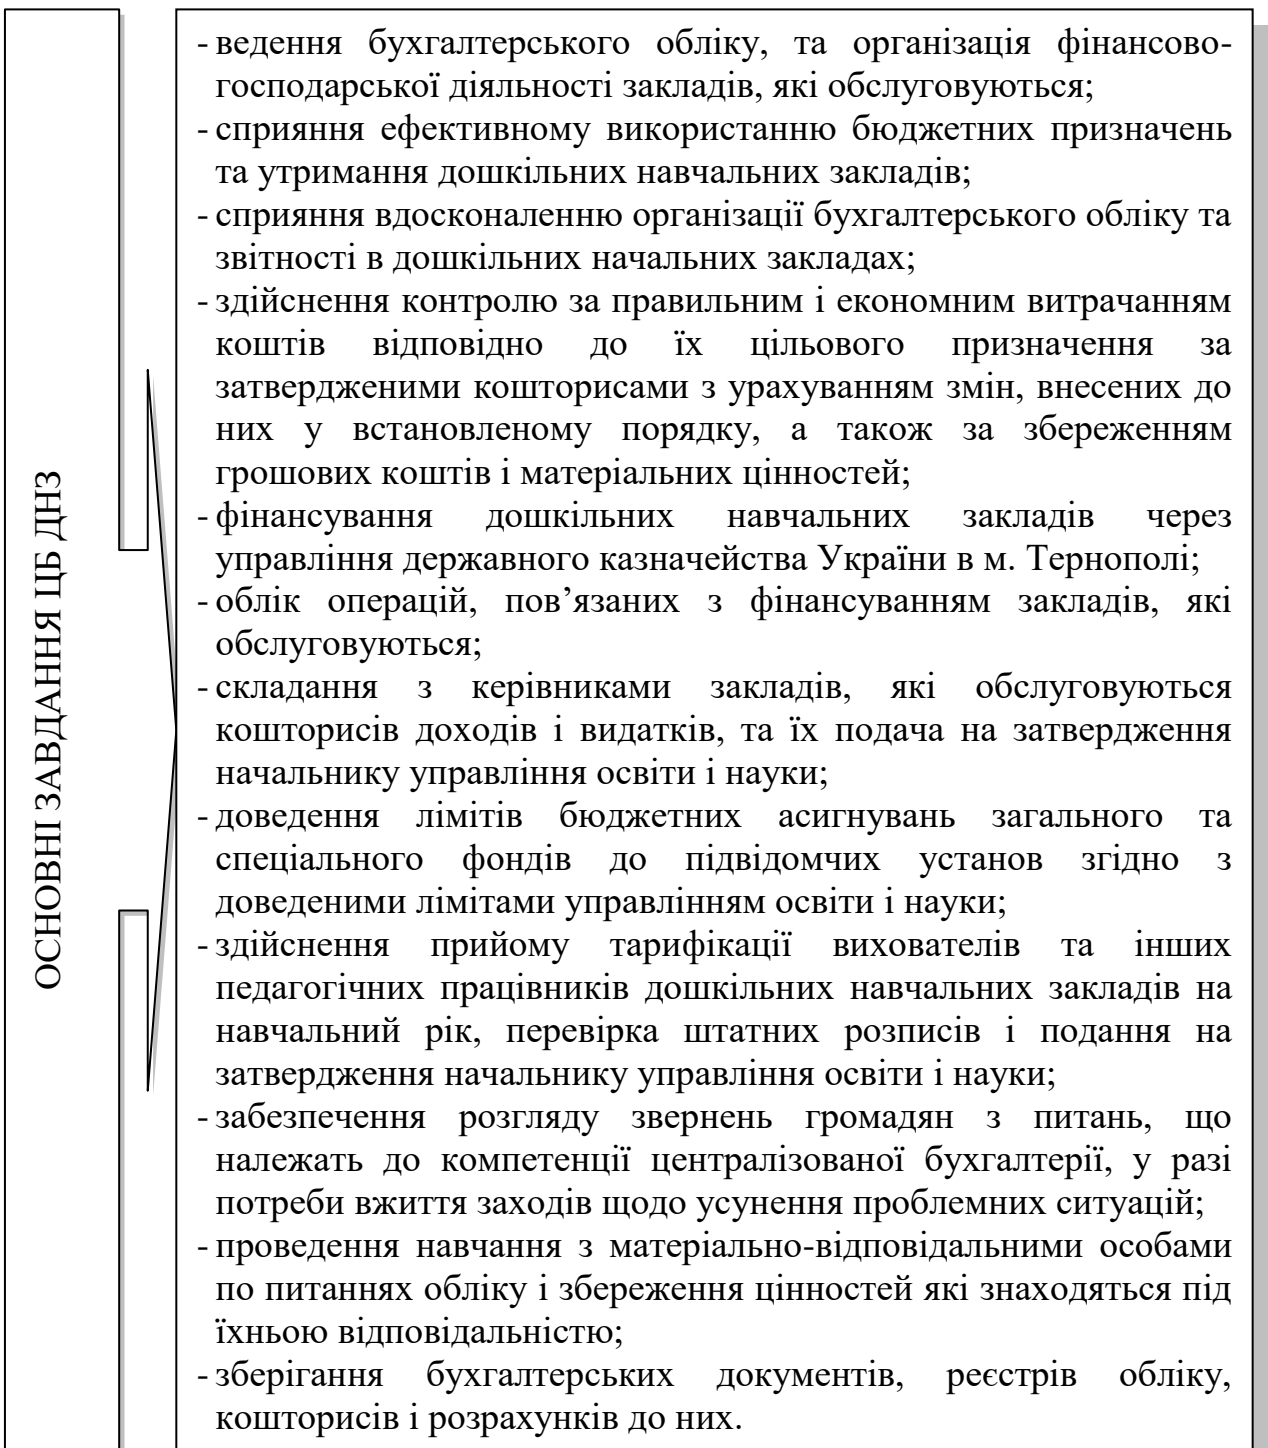 ОСНОВНІ ЗАВДАННЯ ЦБ ДНЗ
- ведення бухгалтерського обліку, та організація фінансово-
господарської діяльності закладів, які обслуговуються;
- сприяння ефективному використанню бюджетних призначень
та утримання дошкільних навчальних закладів;
- сприяння вдосконаленню організації бухгалтерського обліку та
звітності в дошкільних начальних закладах;
- здійснення контролю за правильним і економним витрачанням
коштів відповідно до їх цільового призначення за
затвердженими кошторисами з урахуванням змін, внесених до
них у встановленому порядку, а також за збереженням
грошових коштів і матеріальних цінностей;
- фінансування дошкільних навчальних закладів через
управління державного казначейства України в м. Тернополі;
- облік операцій, пов’язаних з фінансуванням закладів, які
обслуговуються;
- складання з керівниками закладів, які обслуговуються
кошторисів доходів і видатків, та їх подача на затвердження
начальнику управління освіти і науки;
- доведення лімітів бюджетних асигнувань загального та
спеціального фондів до підвідомчих установ згідно з
доведеними лімітами управлінням освіти і науки;
- здійснення прийому тарифікації вихователів та інших
педагогічних працівників дошкільних навчальних закладів на
навчальний рік, перевірка штатних розписів і подання на
затвердження начальнику управління освіти і науки;
- забезпечення розгляду звернень громадян з питань, що
належать до компетенції централізованої бухгалтерії, у разі
потреби вжиття заходів щодо усунення проблемних ситуацій;
- проведення навчання з матеріально-відповідальними особами
по питаннях обліку і збереження цінностей які знаходяться під
їхньою відповідальністю;
- зберігання бухгалтерських документів, реєстрів обліку,
кошторисів і розрахунків до них.